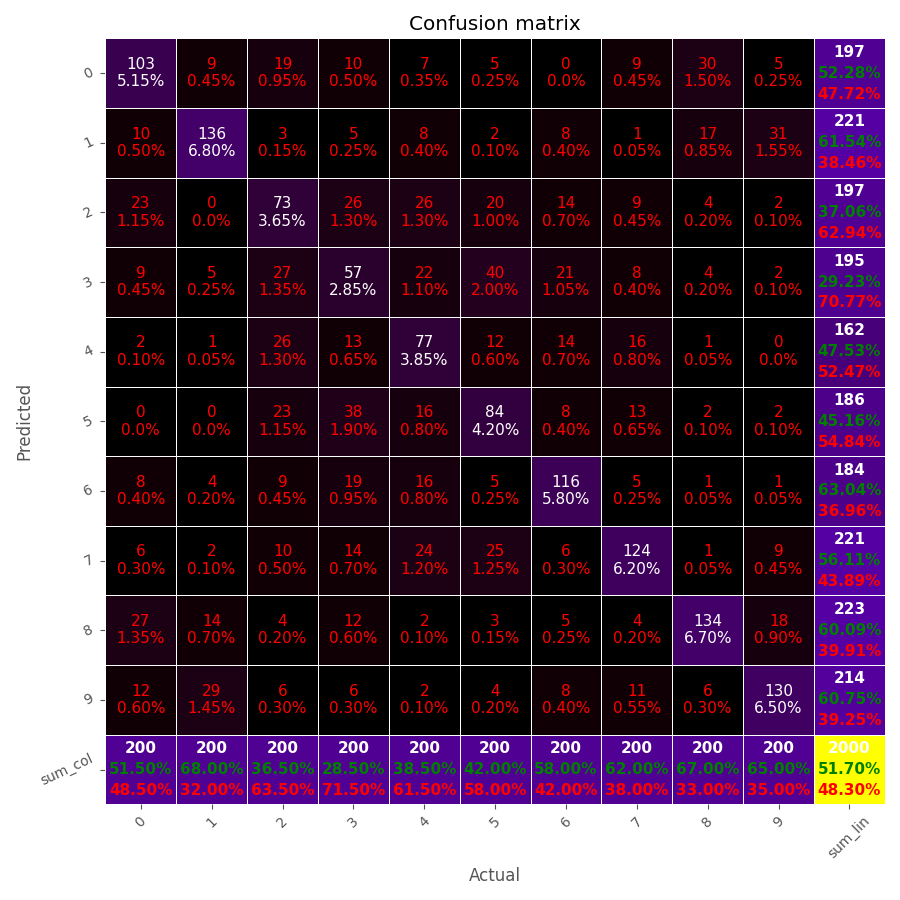 Confusion matrix
0 103 9 19 10 7 5 0 9 30 5 197
5.15% 0.45% 0.95% 0.50% 0.35% 0.25% 0.0% 0.45% 1.50% 0.25% 52.28%
47.72%
1 10 136 3 5 8 2 8 1 17 31 221
0.50% 6.80% 0.15% 0.25% 0.40% 0.10% 0.40% 0.05% 0.85% 1.55% 61.54%
38.46%
2 23 0 73 26 26 20 14 9 4 2 197
1.15% 0.0% 3.65% 1.30% 1.30% 1.00% 0.70% 0.45% 0.20% 0.10% 37.06%
62.94%
3 9 5 27 57 22 40 21 8 4 2 195
0.45% 0.25% 1.35% 2.85% 1.10% 2.00% 1.05% 0.40% 0.20% 0.10% 29.23%
70.77%
4 2 1 26 13 77 12 14 16 1 0 162
0.10% 0.05% 1.30% 0.65% 3.85% 0.60% 0.70% 0.80% 0.05% 0.0% 47.53%
52.47%
5 0 0 23 38 16 84 8 13 2 2 186
0.0% 0.0% 1.15% 1.90% 0.80% 4.20% 0.40% 0.65% 0.10% 0.10% 45.16%
54.84%
6 8 4 9 19 16 5 116 5 1 1 184
0.40% 0.20% 0.45% 0.95% 0.80% 0.25% 5.80% 0.25% 0.05% 0.05% 63.04%
36.96%
7 6 2 10 14 24 25 6 124 1 9 221
0.30% 0.10% 0.50% 0.70% 1.20% 1.25% 0.30% 6.20% 0.05% 0.45% 56.11%
43.89%
8 27 14 4 12 2 3 5 4 134 18 223
1.35% 0.70% 0.20% 0.60% 0.10% 0.15% 0.25% 0.20% 6.70% 0.90% 60.09%
39.91%
9 12 29 6 6 2 4 8 11 6 130 214
0.60% 1.45% 0.30% 0.30% 0.10% 0.20% 0.40% 0.55% 0.30% 6.50% 60.75%
39.25%
sum_col 200 200 200 200 200 200 200 200 200 200 2000
51.50% 68.00% 36.50% 28.50% 38.50% 42.00% 58.00% 62.00% 67.00% 65.00% 51.70%
48.50% 32.00% 63.50% 71.50% 61.50% 58.00% 42.00% 38.00% 33.00% 35.00% 48.30%
0 1 2 3 4 5 6 7 8 9 sum_lin
Predicted
Actual